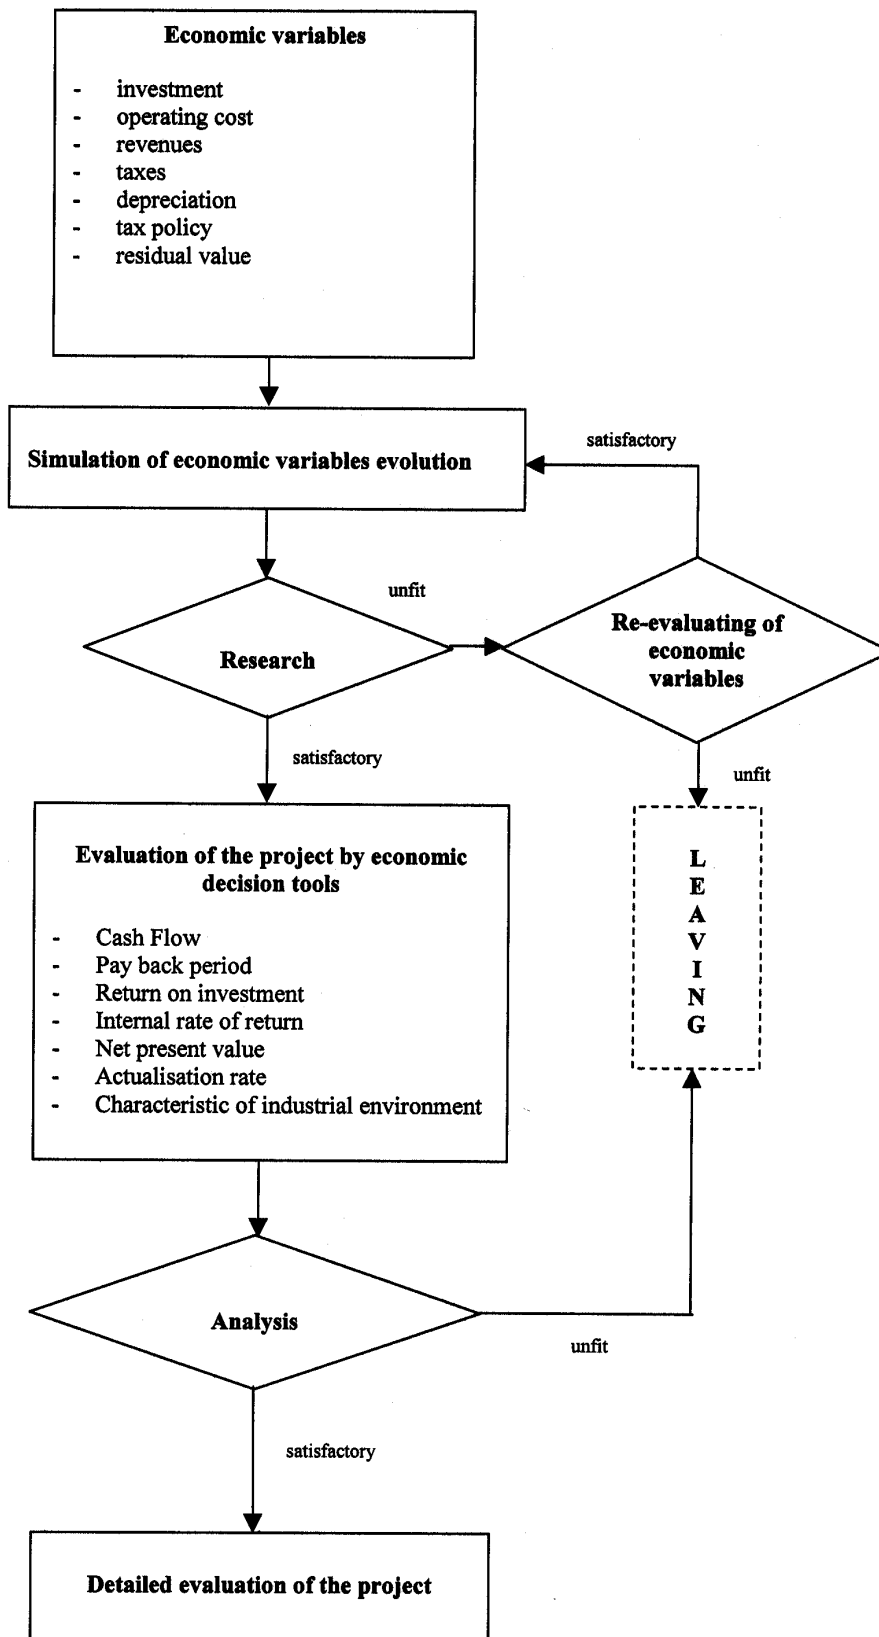 Economic variables
- investment
- operating cost
- revenues
- taxes
- depreciation
- tax policy
- residual value
Simulation of economic variables evolution
satisfactory
unfit
Research
Re-evaluating of
economic
variables
satisfactory
unfit
Evaluation of the project by economic
decision tools
- Cash Flow
- Pay back period
- Return on investment
- Internal rate of return
- Net present value
- Actualisation rate
- Characteristic of industrial environment
L
E
A
V
I
N
G
Analysis
unfit
satisfactory
Detailed evaluation of the project